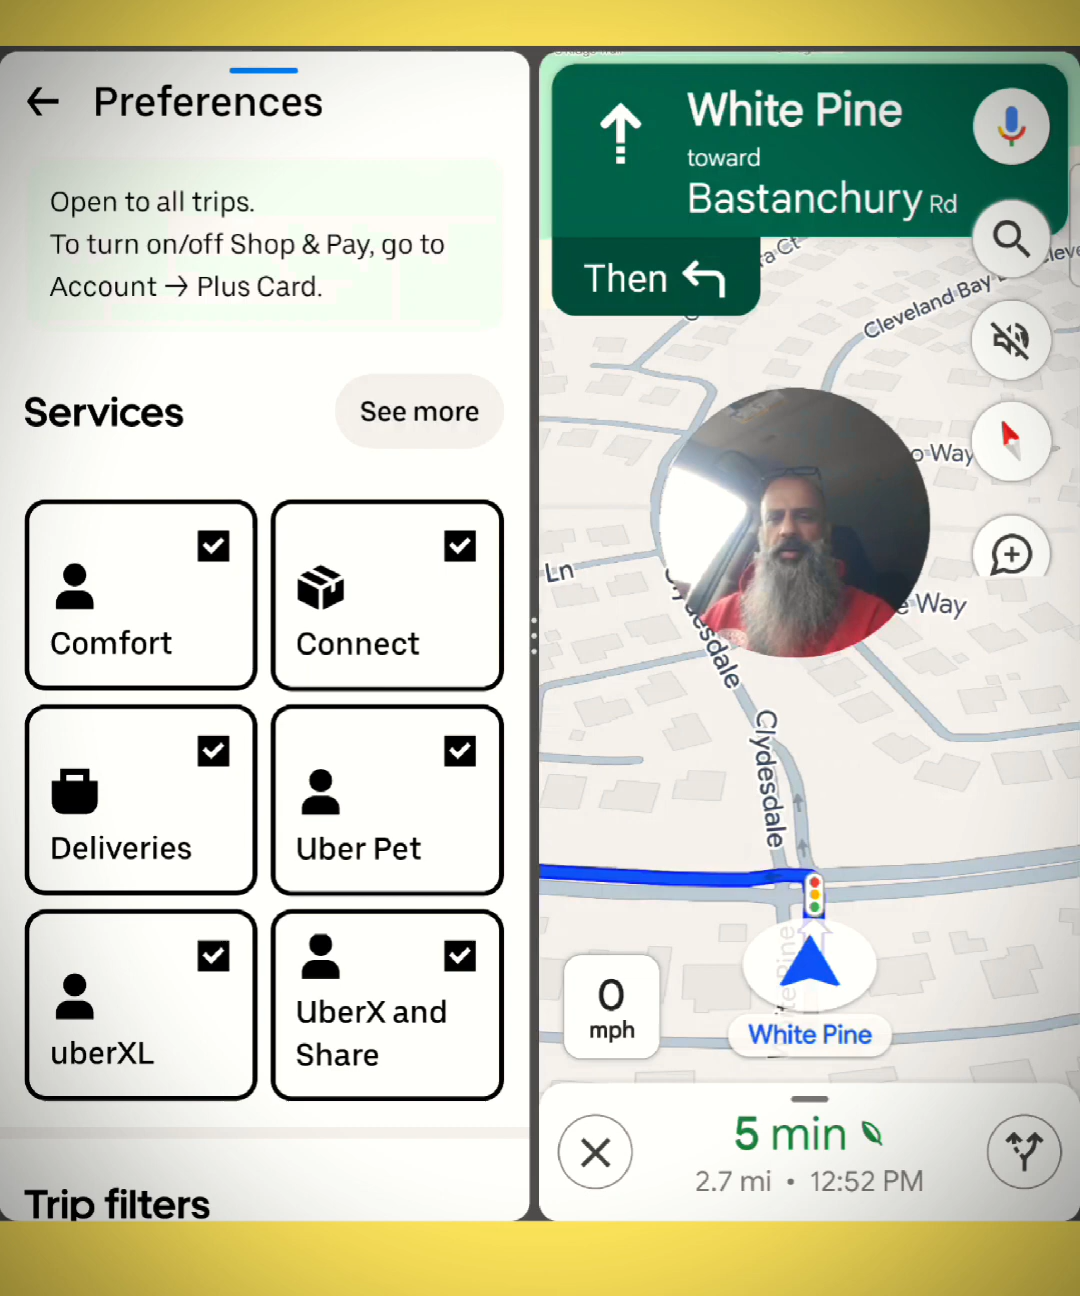 Preferences
Open to all trips.
To turn on/off Shop & Pay, go to
Account → Plus Card.
Services
See more
Comfort
Connect
Deliveries
Uber Pet
uberXL
UberX and
Share
Trip filters
White Pine
toward
Bastanchury Rd
Then
Cleveland Bay
Way
Ln
Way
Clydesdale
0
mph
White Pine
5 min
2.7 mi • 12:52 PM